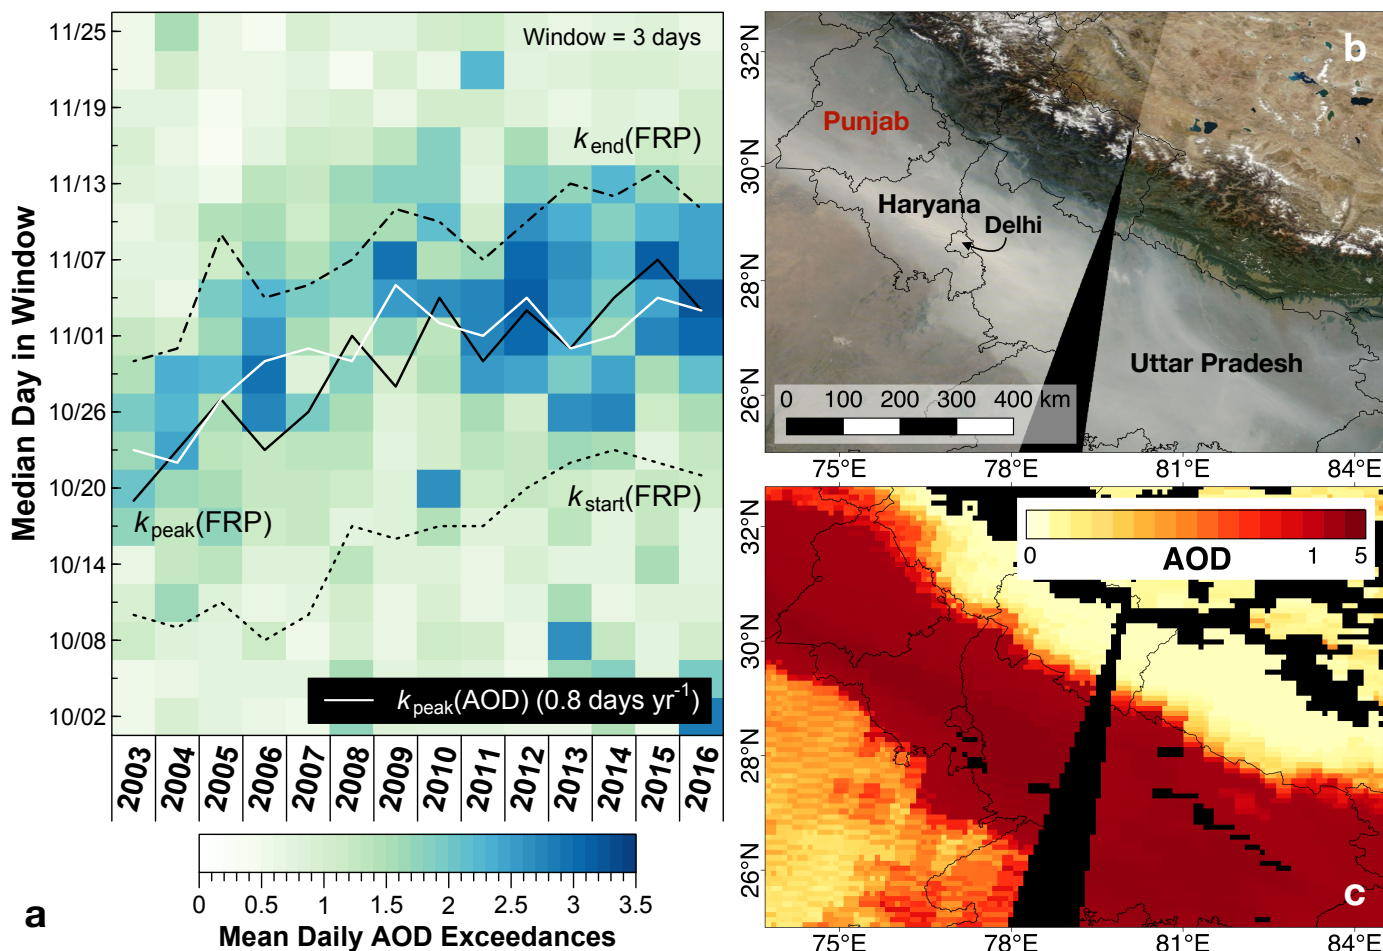 11/25
11/19
11/13
11/07
11/01
10/26
10/20
10/14
10/08
10/02
Median Day in Window
Window = 3 days
kend(FRP)
kstart(FRP)
kpeak(FRP)
kpeak(AOD) (0.8 days yr-1)
2003 2004 2005 2006 2007 2008 2009 2010 2011 2012 2013 2014 2015 2016
0 0.5 1 1.5 2 2.5 3 3.5
Mean Daily AOD Exceedances
a
b
32°N
30°N
28°N
26°N
Punjab
Haryana
Delhi
Uttar Pradesh
0 100 200 300 400 km
75°E 78°E 81°E 84°E
32°N
30°N
28°N
26°N
0 1 5
AOD
c
75°E 78°E 81°E 84°E